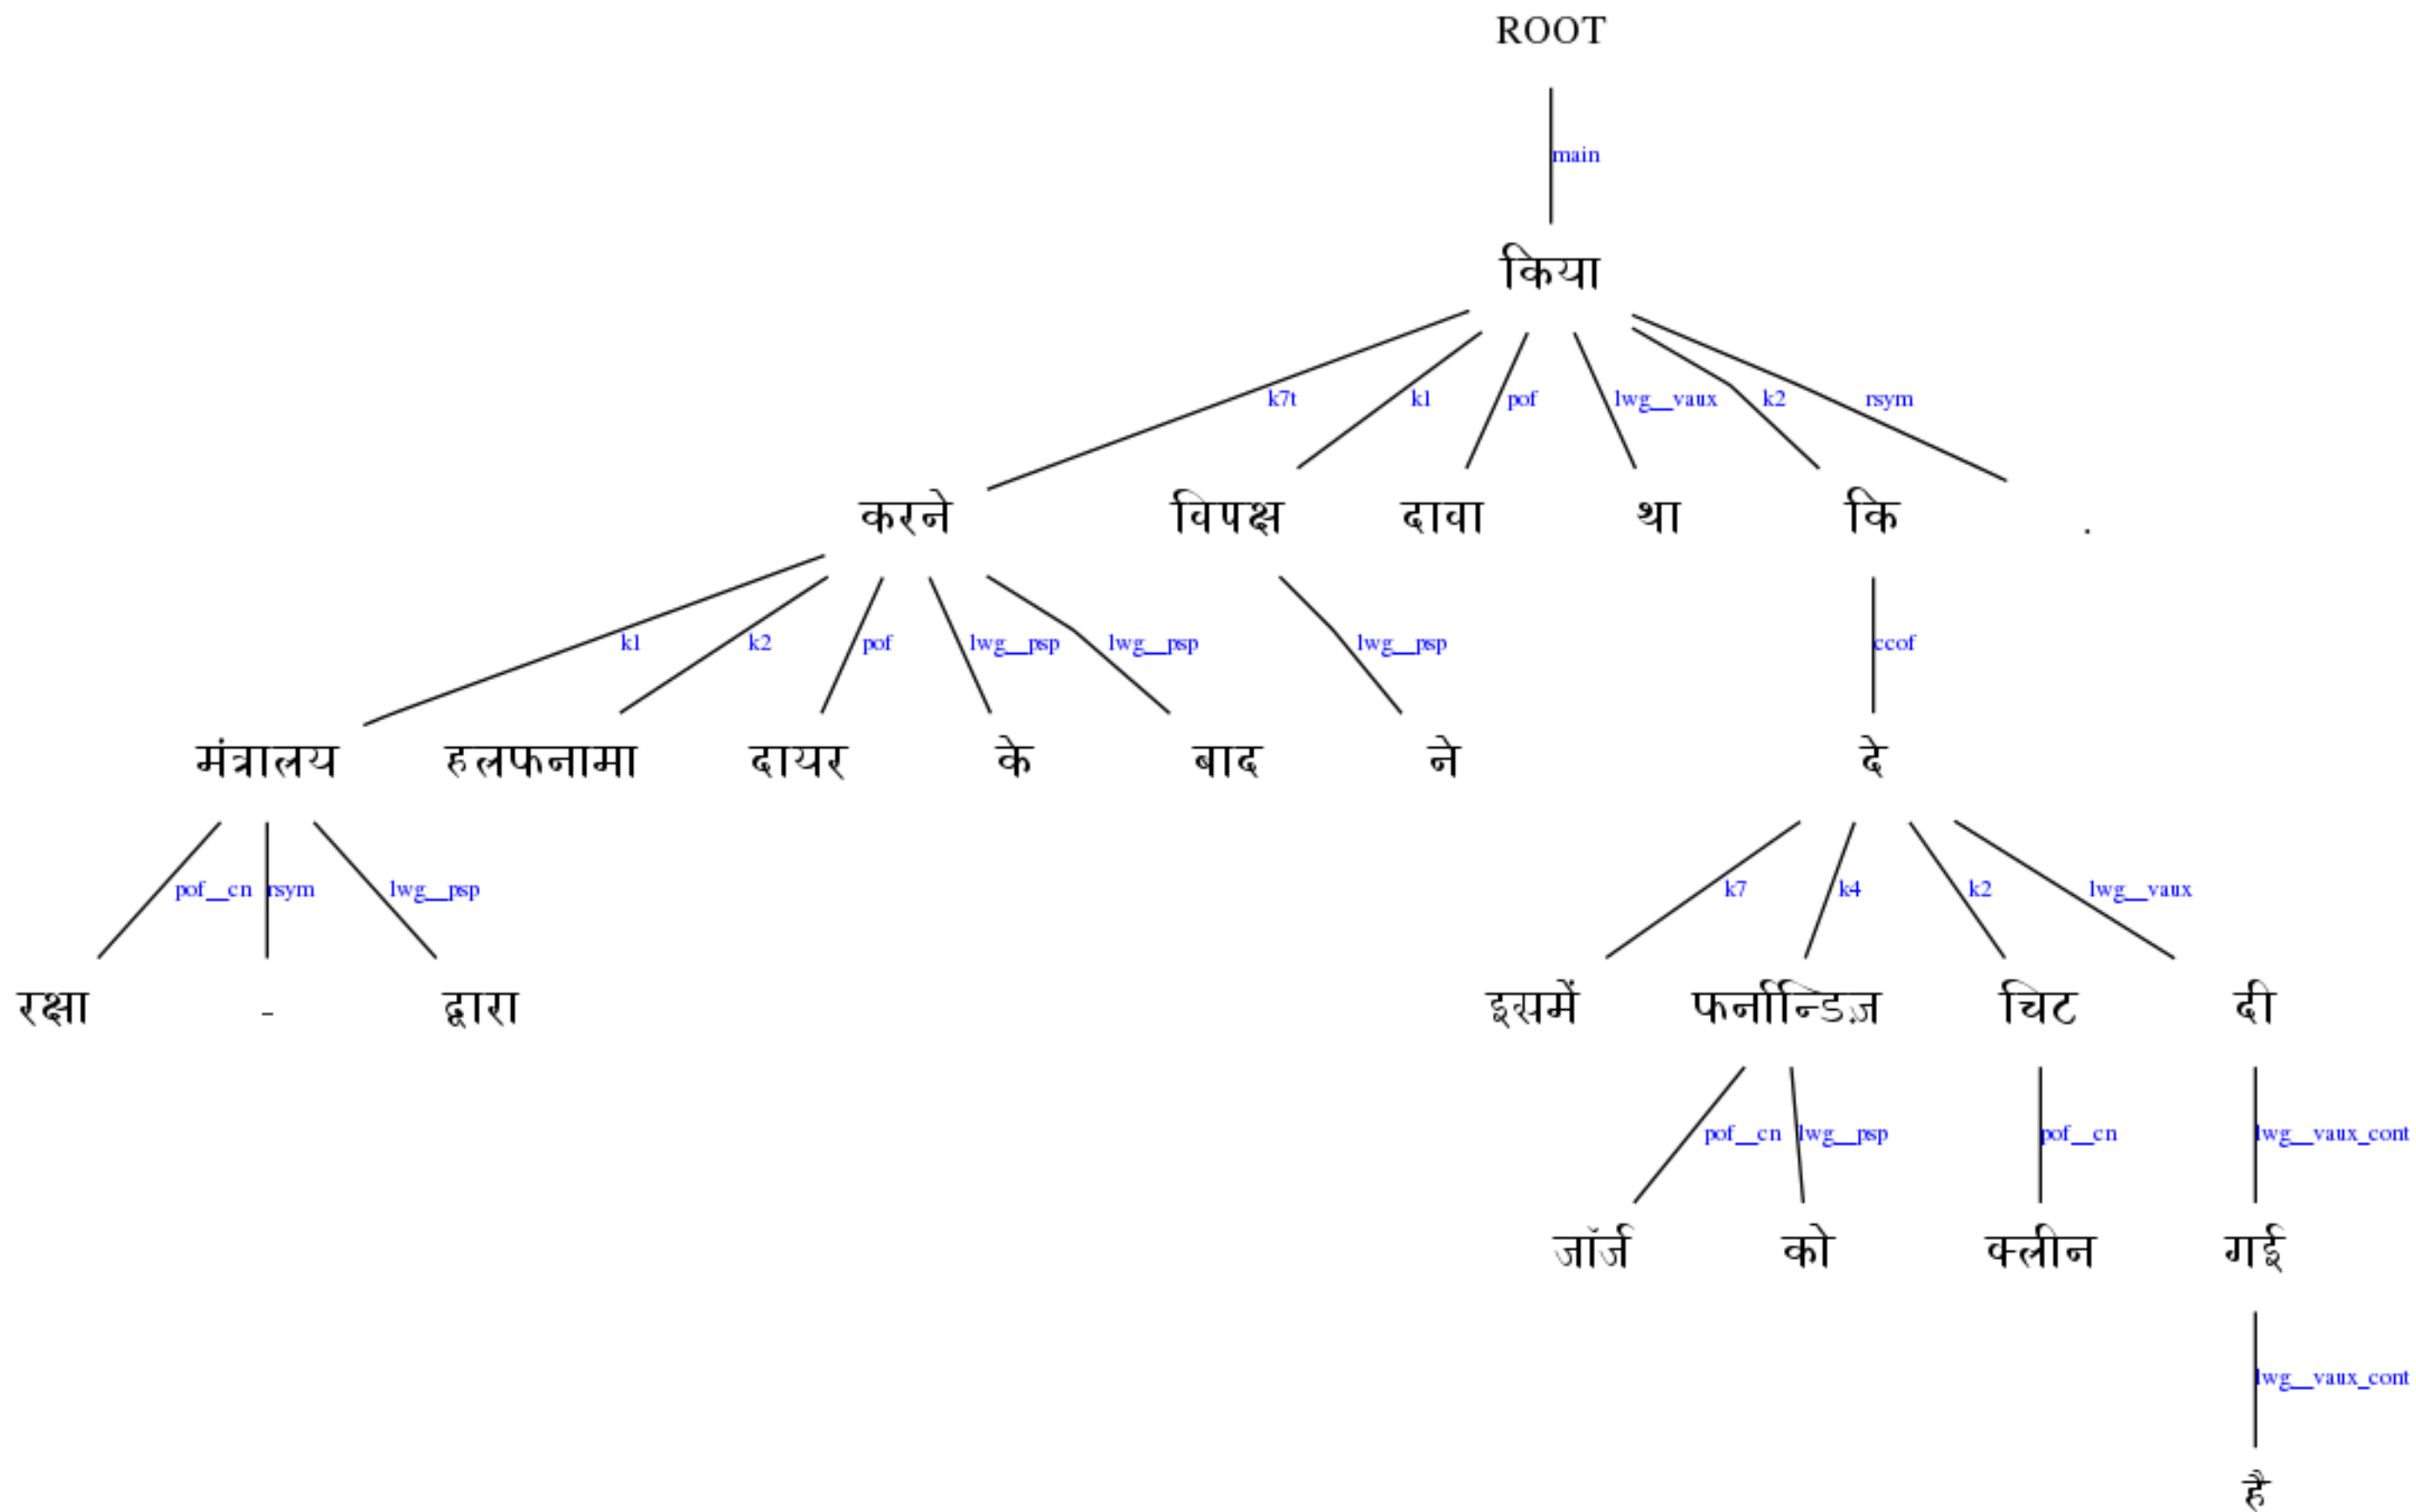 ROOT
main
किया
k7t k1 pof lwg__vaux k2 rsym
करने विपक्ष दावा था कि .
k1 k2 pof lwg__psp lwg__psp lwg__psp ccof
मंत्रालय हलफनामा दायर के बाद ने दे
pof__cn rsym lwg__psp k7 k4 k2 lwg__vaux
रक्षा - द्वारा इसमें फर्नान्डिज़ चिट दी
pof__cn lwg__psp pof__cn lwg__vaux_cont
जॉर्ज को क्लीन गई
lwg__vaux_cont
है